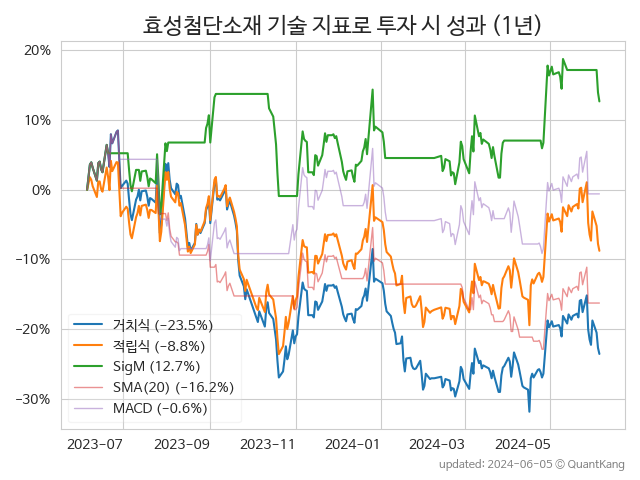 효성첨단소재 기술 지표로 투자 시 성과 (1년)
20%
10%
0%
−10%
−20%
−30%
거치식 (−23.5%)
적립식 (−8.8%)
SigM (12.7%)
SMA(20) (−16.2%)
MACD (−0.6%)
2023−07 2023−09 2023−11 2024−01 2024−03 2024−05
updated: 2024−06−05 ⓒ QuantKang